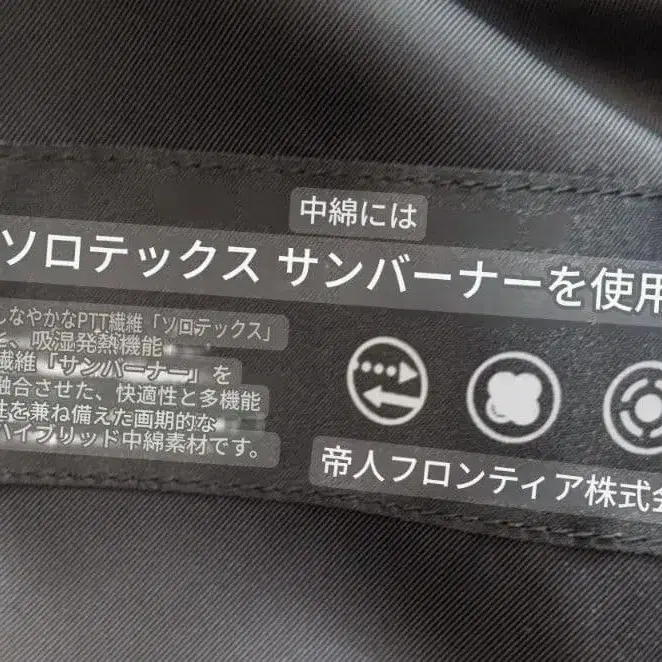 中綿には
ソロテックス サンバーナーを使用
しなやかなPTT繊維「ソロテックス」
、吸湿発熱機能
繊維「サンバーナー」を
融合させた、快適性と多機能
性を兼ね備えた画期的な
ハイブリッド中綿素材です。
帝人フロンティア株式会